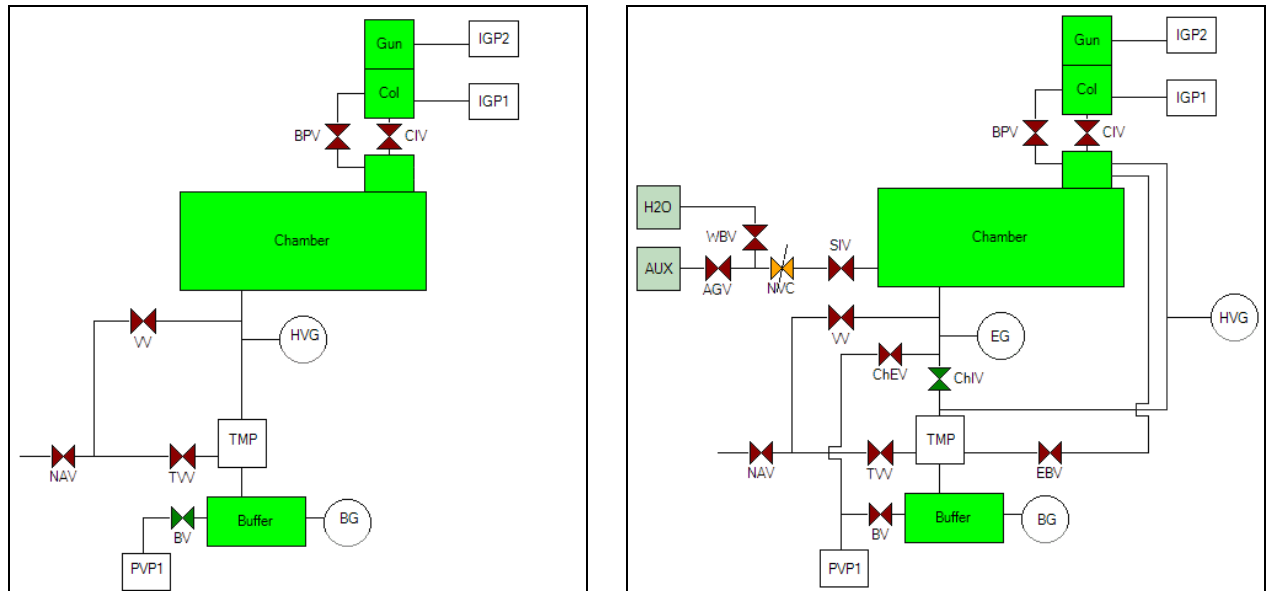 Gun
IGP2
Col
IGP1
BPV
CIV
Chamber
VV
HVG
TMP
NAV
TVV
Buffer
BG
BV
PVP1
Gun
IGP2
Col
IGP1
BPV
CIV
H2O
WBV
SIV
Chamber
AUX
AGV
NVC
HVG
VV
EG
ChEV
ChIV
TMP
NAV
TVV
EBV
Buffer
BG
BV
PVP1